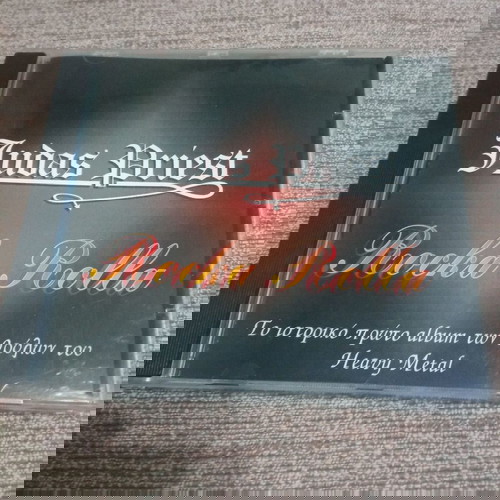 Judas Priest
Rocka Rolla
Το ιστορικό πρώτο album των θρύλων του
Heavy Metal